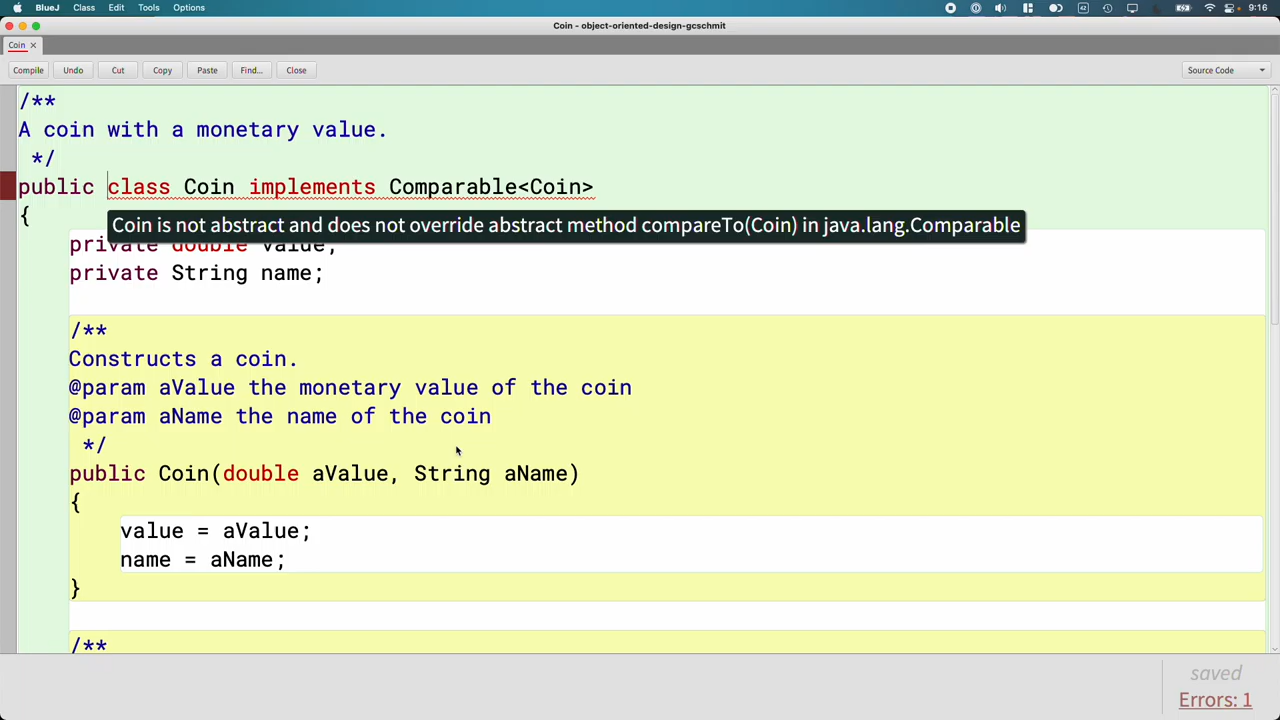 BlueJ Class Edit Debug Tools Options 9:16
Coin - object-oriented-design-gcschmit
Coin
Compile Undo Cut Copy Paste Find... Close Source Code
/**
A coin with a monetary value.
*/
public class Coin implements Comparable<Coin>
{
Coin is not abstract and does not override abstract method compareTo(Coin) in java.lang.Comparable
private double value;
private String name;
/**
Constructs a coin.
@param aValue the monetary value of the coin
@param aName the name of the coin
*/
public Coin(double aValue, String aName)
{
value = aValue;
name = aName;
}
/**
saved
Errors: 1